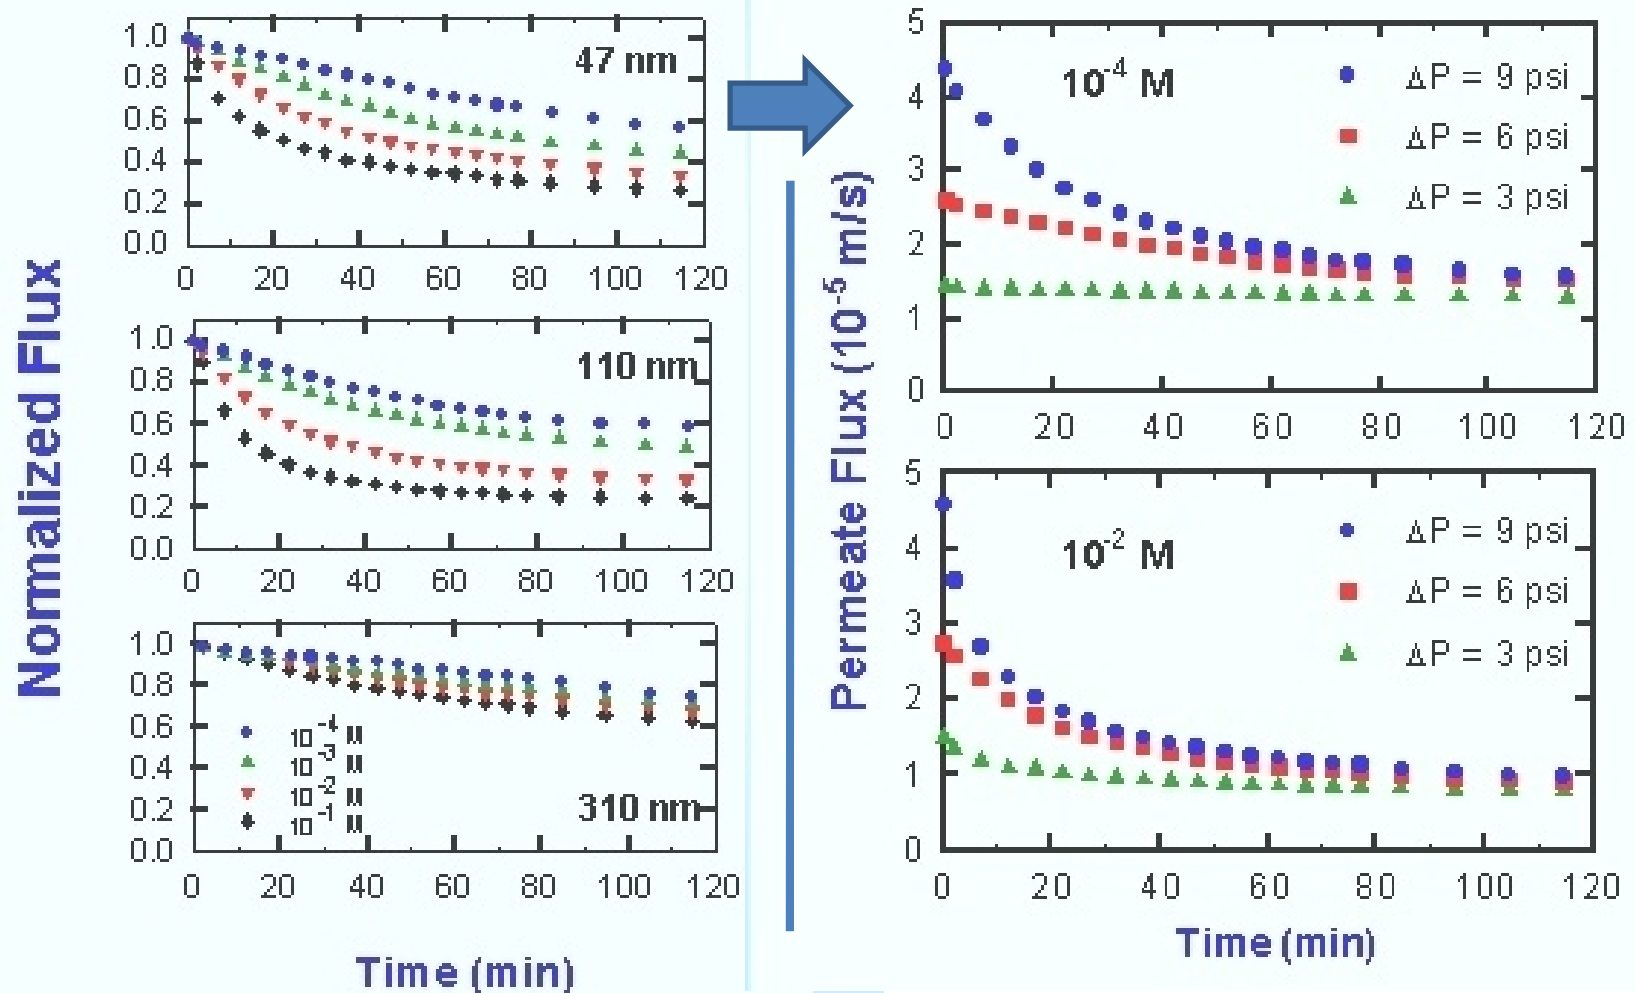 Normalized Flux
1.0
0.8
0.6
0.4
0.2
0.0
47 nm
0 20 40 60 80 100 120
1.0
0.8
0.6
0.4
0.2
0.0
110 nm
0 20 40 60 80 100 120
1.0
0.8
0.6
0.4
0.2
0.0
10⁻⁴ M
10⁻³ M
10⁻² M
10⁻¹ M
310 nm
0 20 40 60 80 100 120
Time (min)
Permeate Flux (10⁻⁵ m/s)
5
4
3
2
1
0
10⁻⁴ M
ΔP = 9 psi
ΔP = 6 psi
ΔP = 3 psi
0 20 40 60 80 100 120
5
4
3
2
1
0
10⁻² M
ΔP = 9 psi
ΔP = 6 psi
ΔP = 3 psi
0 20 40 60 80 100 120
Time (min)